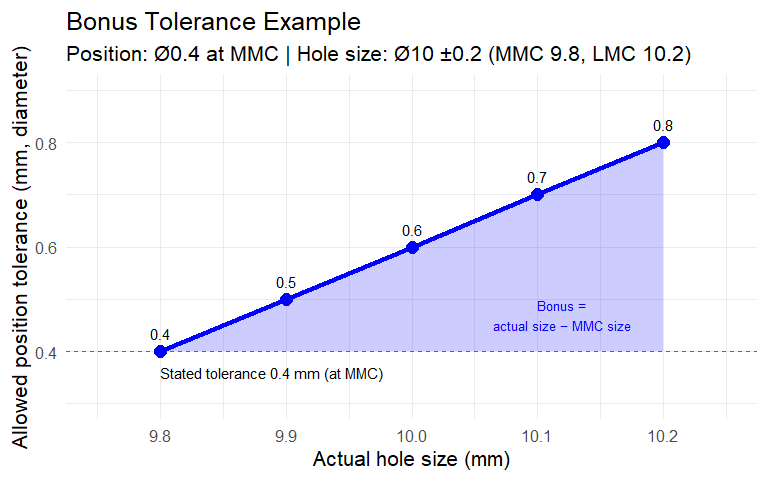 Bonus Tolerance Example
Position: Ø0.4 at MMC | Hole size: Ø10 ±0.2 (MMC 9.8, LMC 10.2)
Allowed position tolerance (mm, diameter)
0.8
0.6
0.4
0.4
0.5
0.6
0.7
0.8
Bonus =
actual size − MMC size
Stated tolerance 0.4 mm (at MMC)
9.8
9.9
10.0
10.1
10.2
Actual hole size (mm)